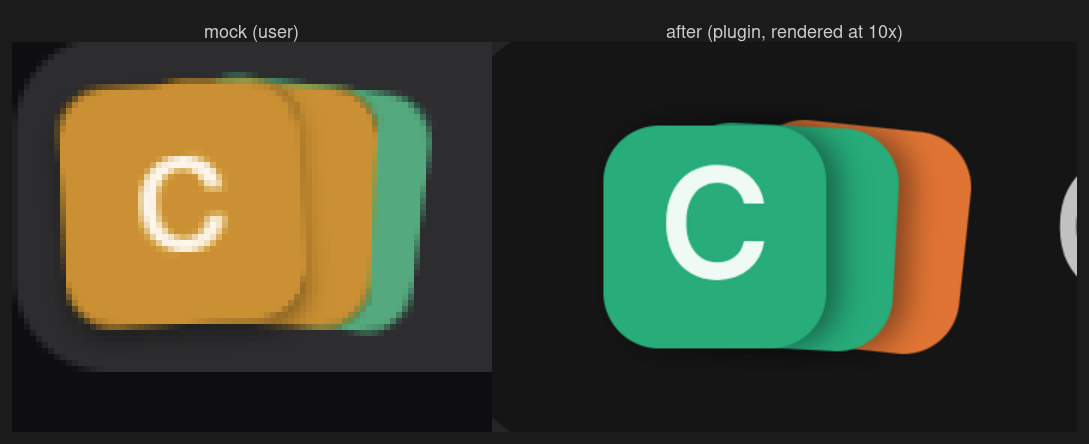 mock (user)
after (plugin, rendered at 10x)
C
C